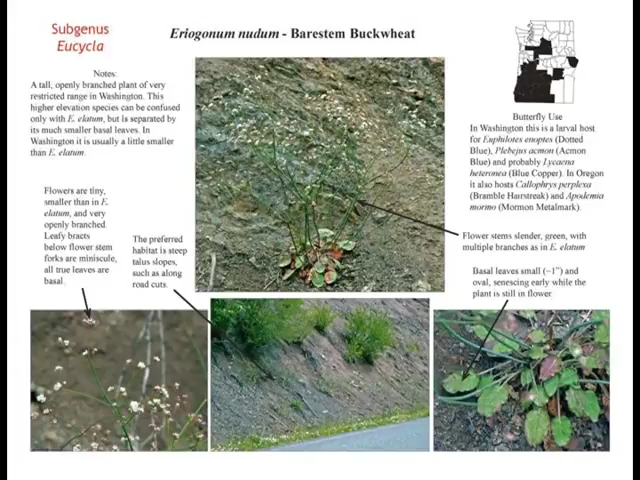 Subgenus
Eucycla
Eriogonum nudum - Barestem Buckwheat
Notes:
A tall, openly branched plant of very
restricted range in Washington. This
higher elevation species can be confused
only with E. elatum, but is separated by
its much smaller basal leaves. In
Washington it is usually a little smaller
than E. elatum.
Butterfly Use
In Washington this is a larval host
for Euphilotes enoptes (Dotted
Blue), Plebejus acmon (Acmon
Blue) and probably Lycaena
heteronea (Blue Copper). In Oregon
it also hosts Callophrys perplexa
(Bramble Hairstreak) and Apodemia
mormo (Mormon Metalmark).
Flowers are tiny,
smaller than in E.
elatum, and very
openly branched.
Leafy bracts
below flower stem
forks are miniscule,
all true leaves are
basal.
The preferred
habitat is steep
talus slopes,
such as along
road cuts.
Flower stems slender, green, with
multiple branches as in E. elatum
Basal leaves small (~1") and
oval, senescing early while the
plant is still in flower.